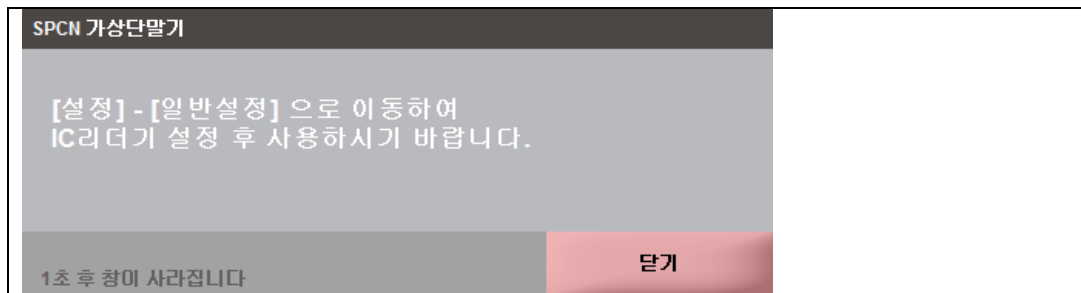 SPCN 가상단말기
[설정] - [일반설정] 으로 이동하여
IC리더기 설정 후 사용하시기 바랍니다.
닫기
1초 후 창이 사라집니다